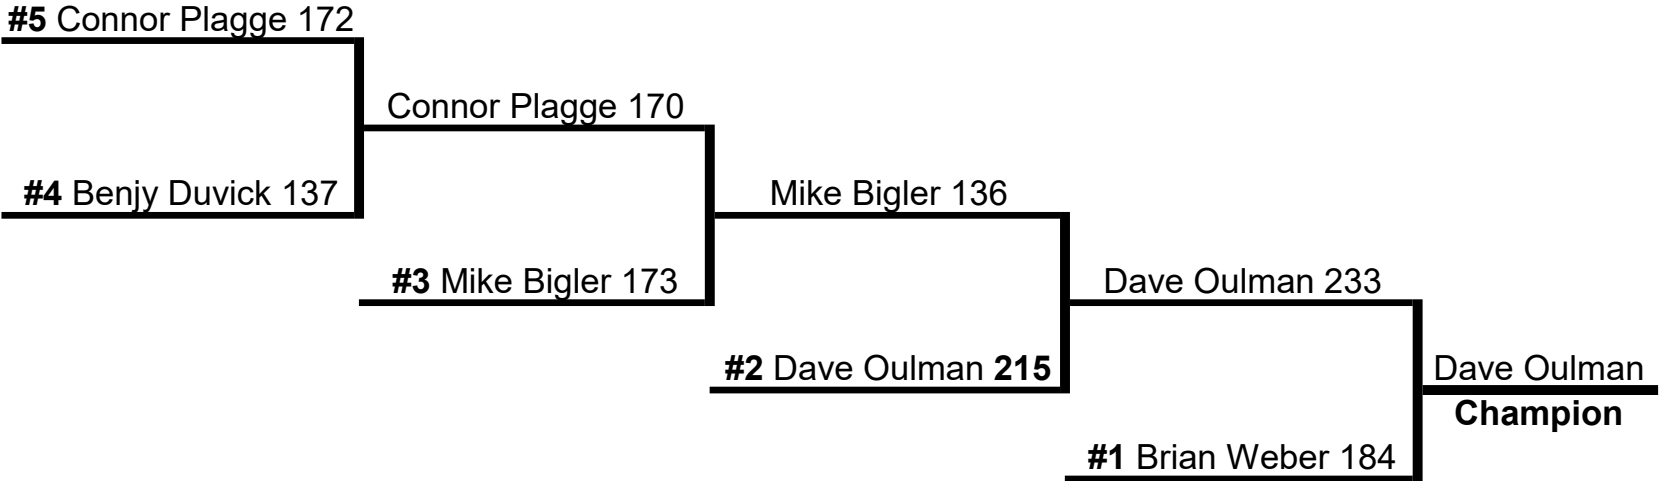 #5 Connor Plagge 172
Connor Plagge 170
#4 Benjy Duvick 137
Mike Bigler 136
#3 Mike Bigler 173
Dave Oulman 233
#2 Dave Oulman 215
Dave Oulman
Champion
#1 Brian Weber 184